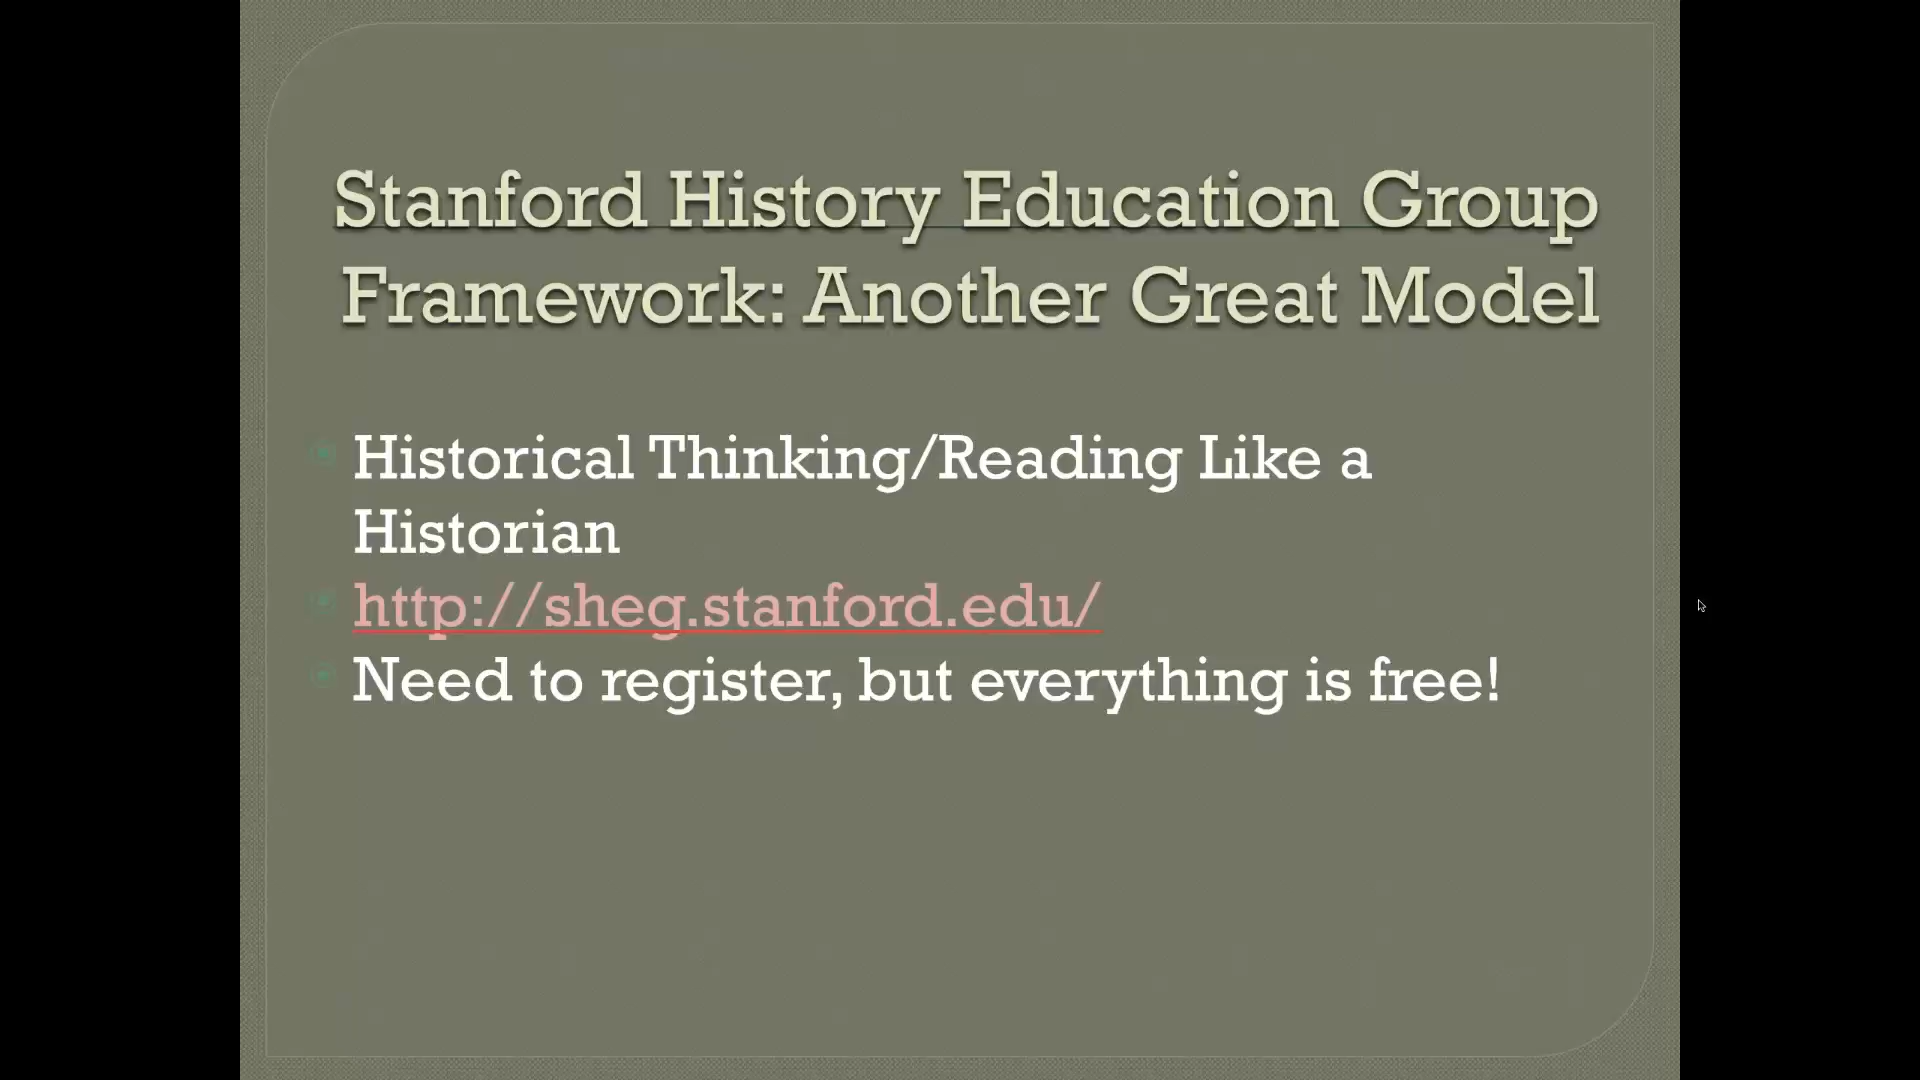 Stanford History Education Group
Framework: Another Great Model
Historical Thinking/Reading Like a
Historian
http://sheg.stanford.edu/
Need to register, but everything is free!